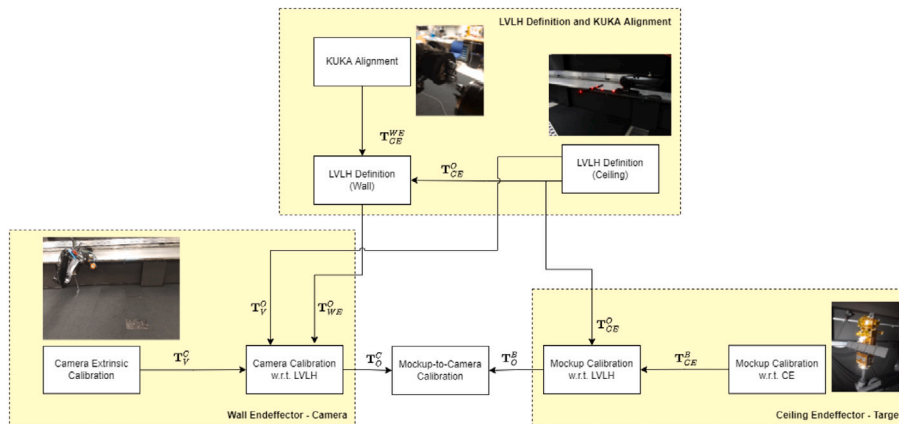 LVLH Definition and KUKA Alignment
KUKA Alignment
T^{WE}_{CE}
LVLH Definition
(Wall)
T^{O}_{CE}
LVLH Definition
(Ceiling)
T^{O}_{V}
T^{O}_{WE}
T^{O}_{CE}
Camera Extrinsic
Calibration
T^{C}_{V}
Camera Calibration
w.r.t. LVLH
T^{C}_{O}
Mockup-to-Camera
Calibration
T^{B}_{O}
Mockup Calibration
w.r.t. LVLH
T^{B}_{CE}
Mockup Calibration
w.r.t. CE
Wall Endeffector - Camera
Ceiling Endeffector - Target